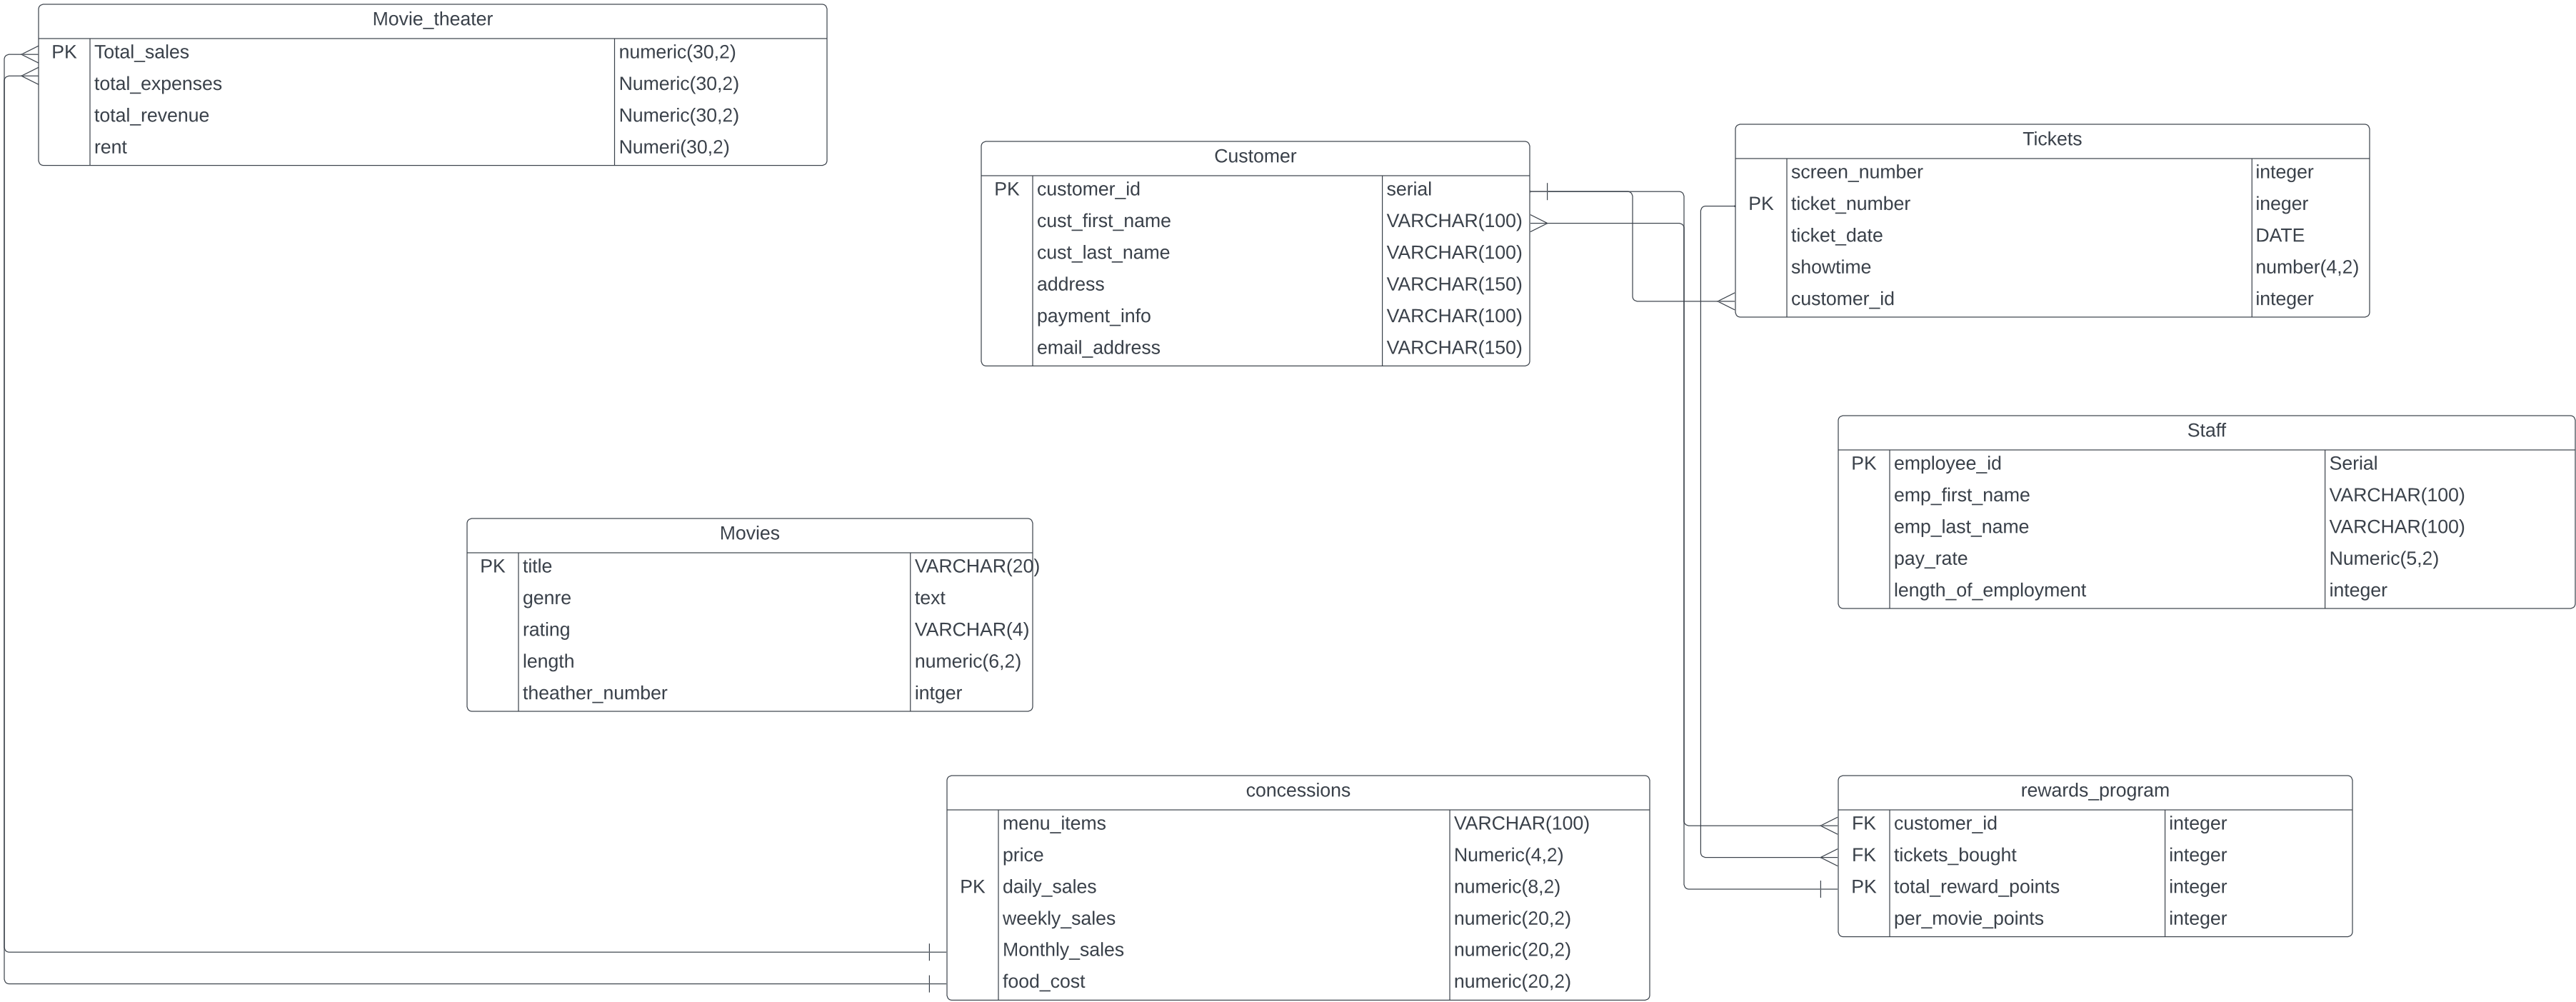 Movie_theater
PK Total_sales numeric(30,2)
total_expenses Numeric(30,2)
total_revenue Numeric(30,2)
rent Numeri(30,2)
Customer
PK customer_id serial
cust_first_name VARCHAR(100)
cust_last_name VARCHAR(100)
address VARCHAR(150)
payment_info VARCHAR(100)
email_address VARCHAR(150)
Tickets
screen_number integer
PK ticket_number ineger
ticket_date DATE
showtime number(4,2)
customer_id integer
Staff
PK employee_id Serial
emp_first_name VARCHAR(100)
emp_last_name VARCHAR(100)
pay_rate Numeric(5,2)
length_of_employment integer
Movies
PK title VARCHAR(20)
genre text
rating VARCHAR(4)
length numeric(6,2)
theather_number intger
concessions
menu_items VARCHAR(100)
price Numeric(4,2)
PK daily_sales numeric(8,2)
weekly_sales numeric(20,2)
Monthly_sales numeric(20,2)
food_cost numeric(20,2)
rewards_program
FK customer_id integer
FK tickets_bought integer
PK total_reward_points integer
per_movie_points integer